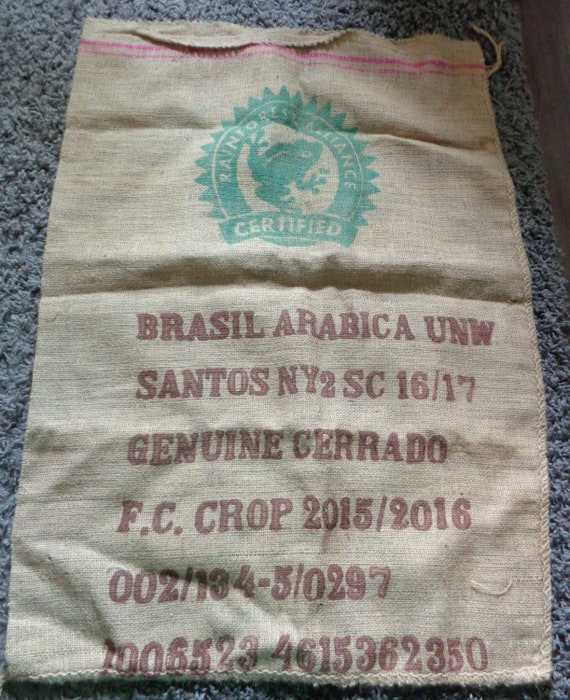 RAINFOREST ALLIANCE
CERTIFIED
BRASIL ARABICA UNW
SANTOS NY2 SC 16/17
GENUINE CERRADO
F.C. CROP 2015/2016
002/134-5/0297
1006523 4615362350